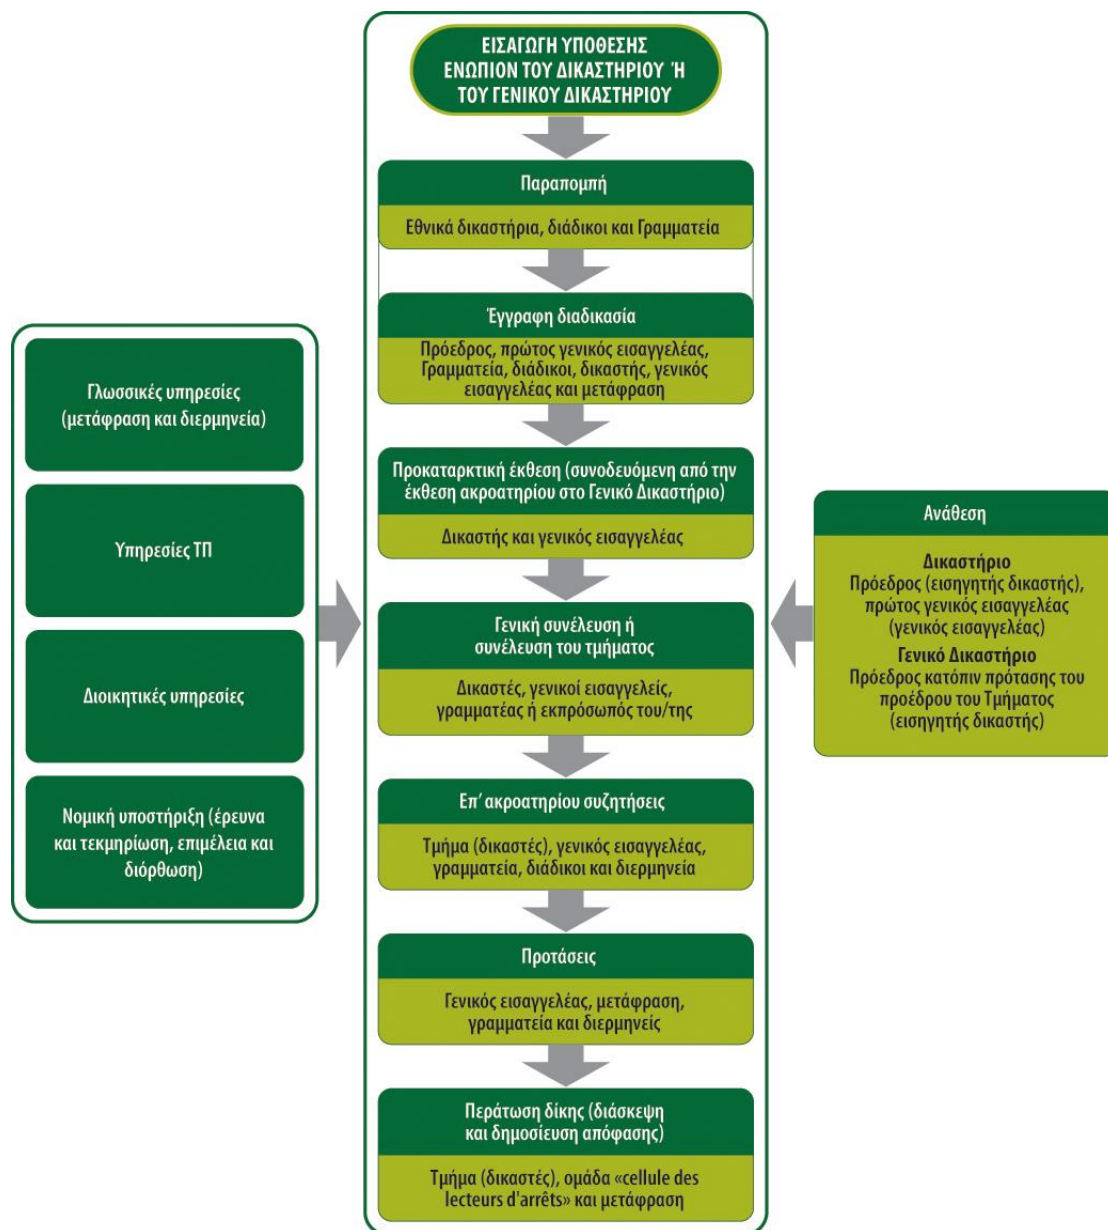 ΕΙΣΑΓΩΓΗ ΥΠΟΘΕΣΗΣ
ΕΝΩΠΙΟΝ ΤΟΥ ΔΙΚΑΣΤΗΡΙΟΥ Ή
ΤΟΥ ΓΕΝΙΚΟΥ ΔΙΚΑΣΤΗΡΙΟΥ
Παραπομπή
Εθνικά δικαστήρια, διάδικοι και Γραμματεία
Έγγραφη διαδικασία
Πρόεδρος, πρώτος γενικός εισαγγελέας,
Γραμματεία, διάδικοι, δικαστής, γενικός
εισαγγελέας και μετάφραση
Προκαταρκτική έκθεση (συνοδευόμενη από την
έκθεση ακροατηρίου στο Γενικό Δικαστήριο)
Δικαστής και γενικός εισαγγελέας
Γενική συνέλευση ή
συνέλευση του τμήματος
Δικαστές, γενικοί εισαγγελείς,
γραμματέας ή εκπρόσωπός του/της
Επ’ ακροατηρίου συζητήσεις
Τμήμα (δικαστές), γενικός εισαγγελέας,
γραμματεία, διάδικοι και διερμηνεία
Προτάσεις
Γενικός εισαγγελέας, μετάφραση,
γραμματεία και διερμηνείς
Περάτωση δίκης (διάσκεψη
και δημοσίευση απόφασης)
Τμήμα (δικαστές), ομάδα «cellule des
lecteurs d'arrêts» και μετάφραση
Γλωσσικές υπηρεσίες
(μετάφραση και διερμηνεία)
Υπηρεσίες ΤΠ
Διοικητικές υπηρεσίες
Νομική υποστήριξη (έρευνα
και τεκμηρίωση, επιμέλεια και
διόρθωση)
Ανάθεση
Δικαστήριο
Πρόεδρος (εισηγητής δικαστής),
πρώτος γενικός εισαγγελέας
(γενικός εισαγγελέας)
Γενικό Δικαστήριο
Πρόεδρος κατόπιν πρότασης του
προέδρου του Τμήματος
(εισηγητής δικαστής)